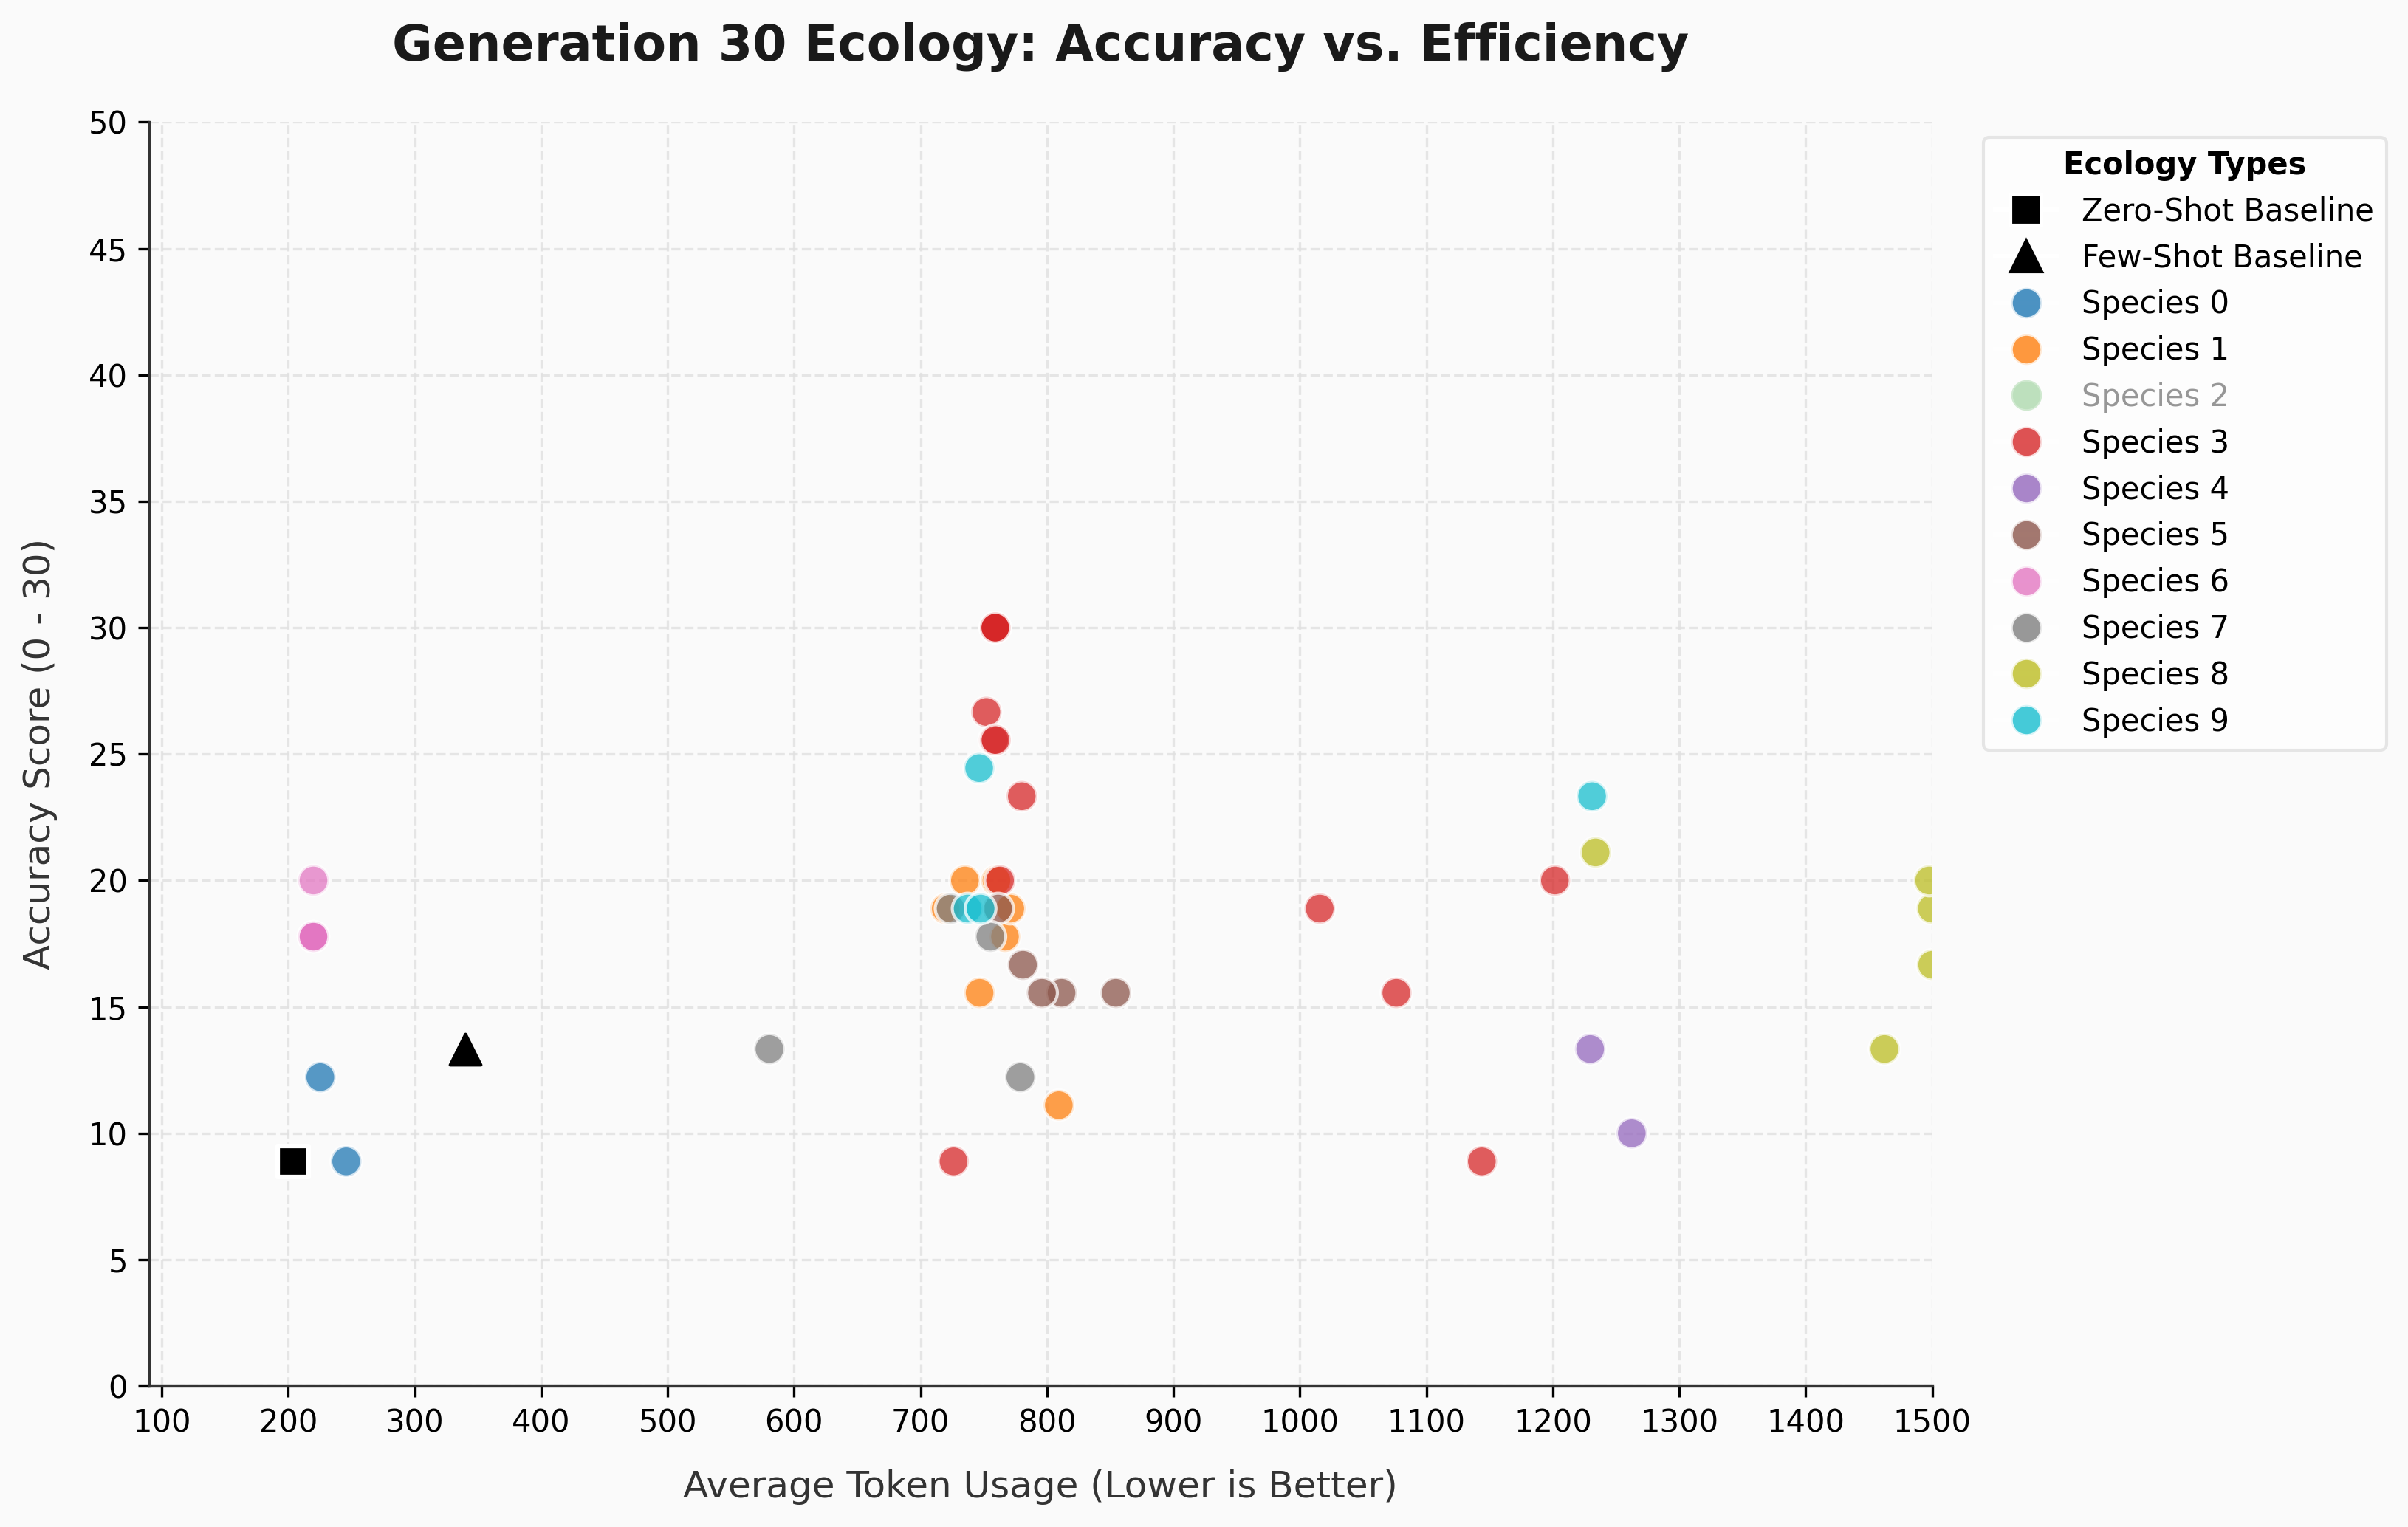 Generation 30 Ecology: Accuracy vs. Efficiency
50
45
40
35
30
25
20
15
10
5
0
Accuracy Score (0 - 30)
100 200 300 400 500 600 700 800 900 1000 1100 1200 1300 1400 1500
Average Token Usage (Lower is Better)
Ecology Types
Zero-Shot Baseline
Few-Shot Baseline
Species 0
Species 1
Species 2
Species 3
Species 4
Species 5
Species 6
Species 7
Species 8
Species 9